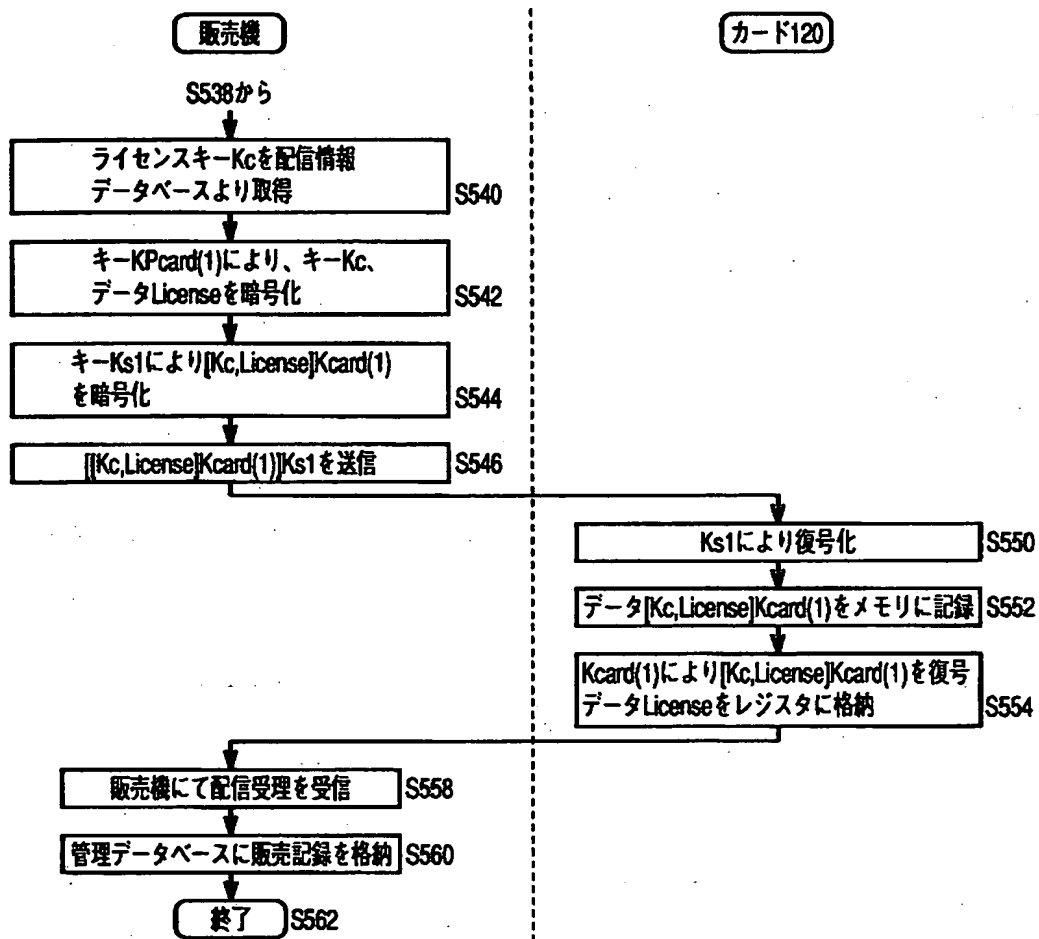 販売機
カード120
S538から
ライセンスキーKcを配信情報
データベースより取得
S540
キーKPcard(1)により、キーKc、
データLicenseを暗号化
S542
キーKs1により[Kc,License]Kcard(1)
を暗号化
S544
[[Kc,License]Kcard(1)]Ks1を送信
S546
Ks1により復号化
S550
データ[Kc,License]Kcard(1)をメモリに記録
S552
Kcard(1)により[Kc,License]Kcard(1)を復号
データLicenseをレジスタに格納
S554
販売機にて配信受理を受信
S558
管理データベースに販売記録を格納
S560
終了
S562